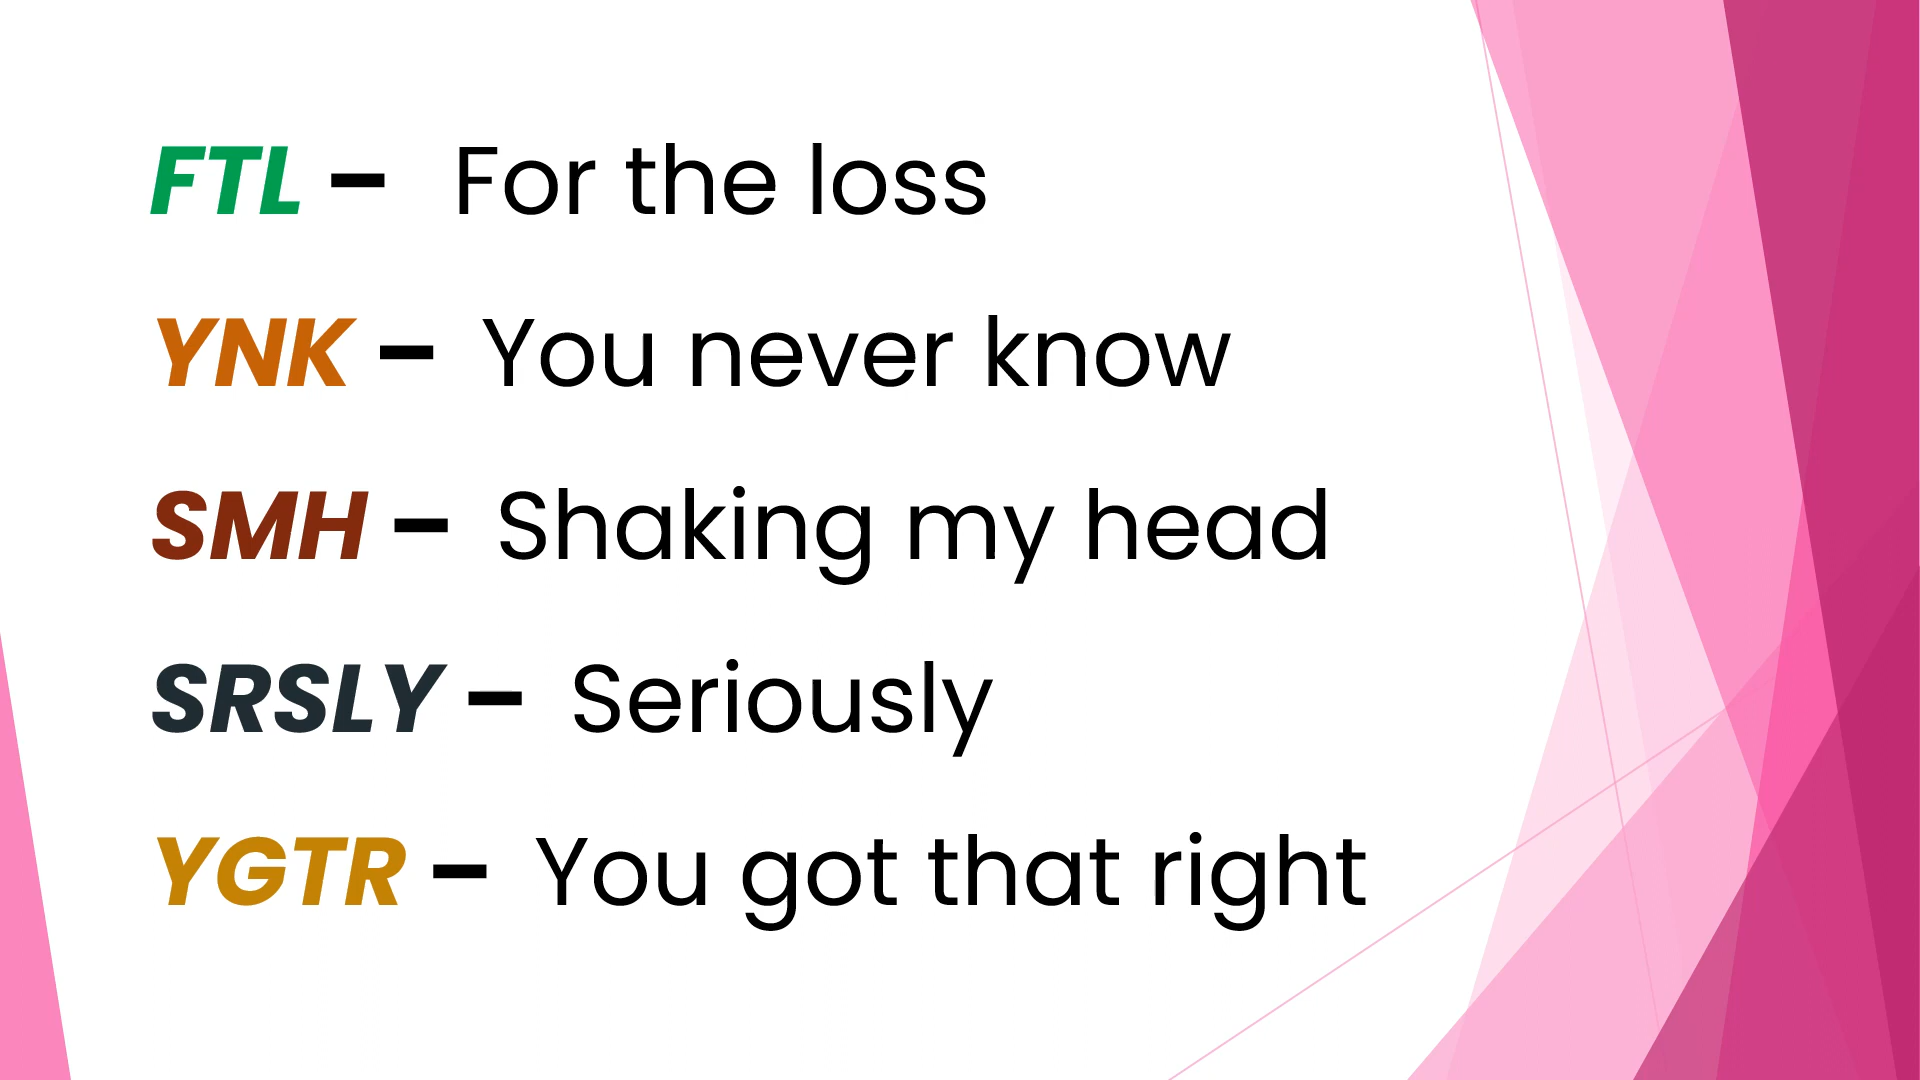 FTL – For the loss
YNK – You never know
SMH – Shaking my head
SRSLY – Seriously
YGTR – You got that right